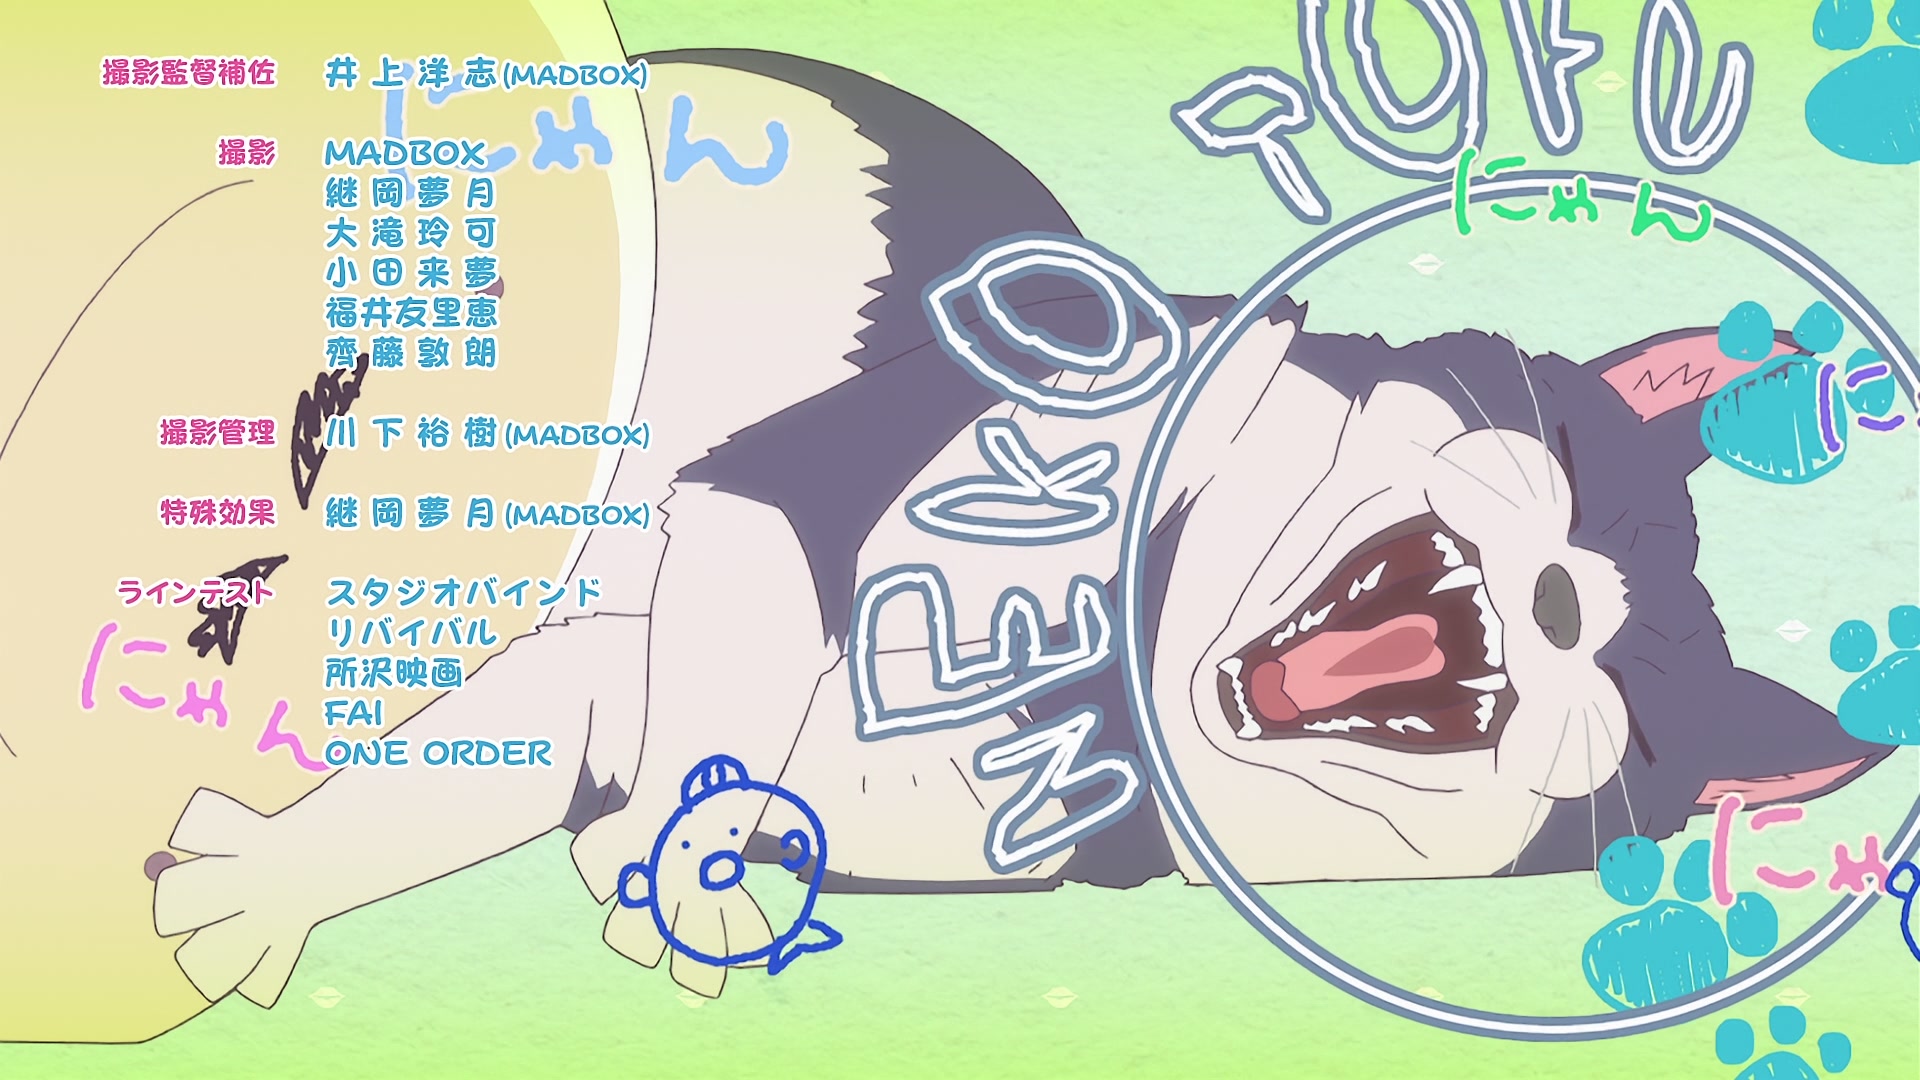 撮影監督補佐 井上洋志(MADBOX)
撮影 MADBOX
継岡夢月
大滝玲可
小田来夢
福井友里恵
齊藤敦朗
撮影管理 川下裕樹(MADBOX)
特殊効果 継岡夢月(MADBOX)
ラインテスト スタジオバインド
リバイバル
所沢映画
FAI
ONE ORDER
にゃん
にゃん
にゃん
に
にゃ
NEKO
TOFU